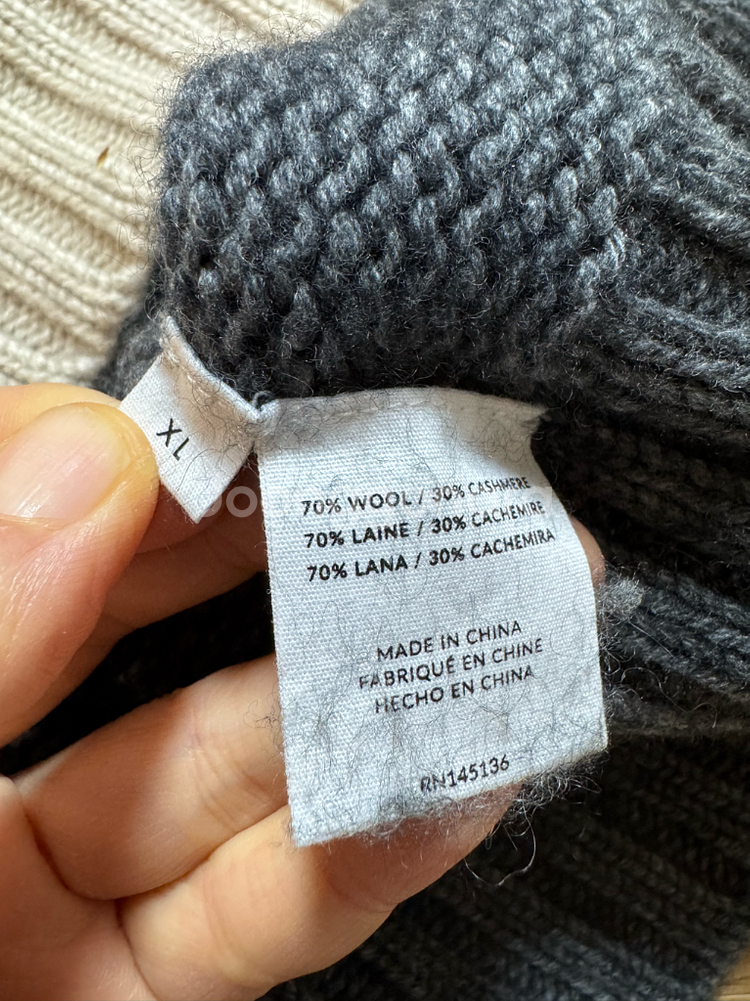 XL
70% WOOL / 30% CASHMERE
70% LAINE / 30% CACHEMIRE
70% LANA / 30% CACHEMIRA
MADE IN CHINA
FABRIQUÉ EN CHINE
HECHO EN CHINA
RN145136